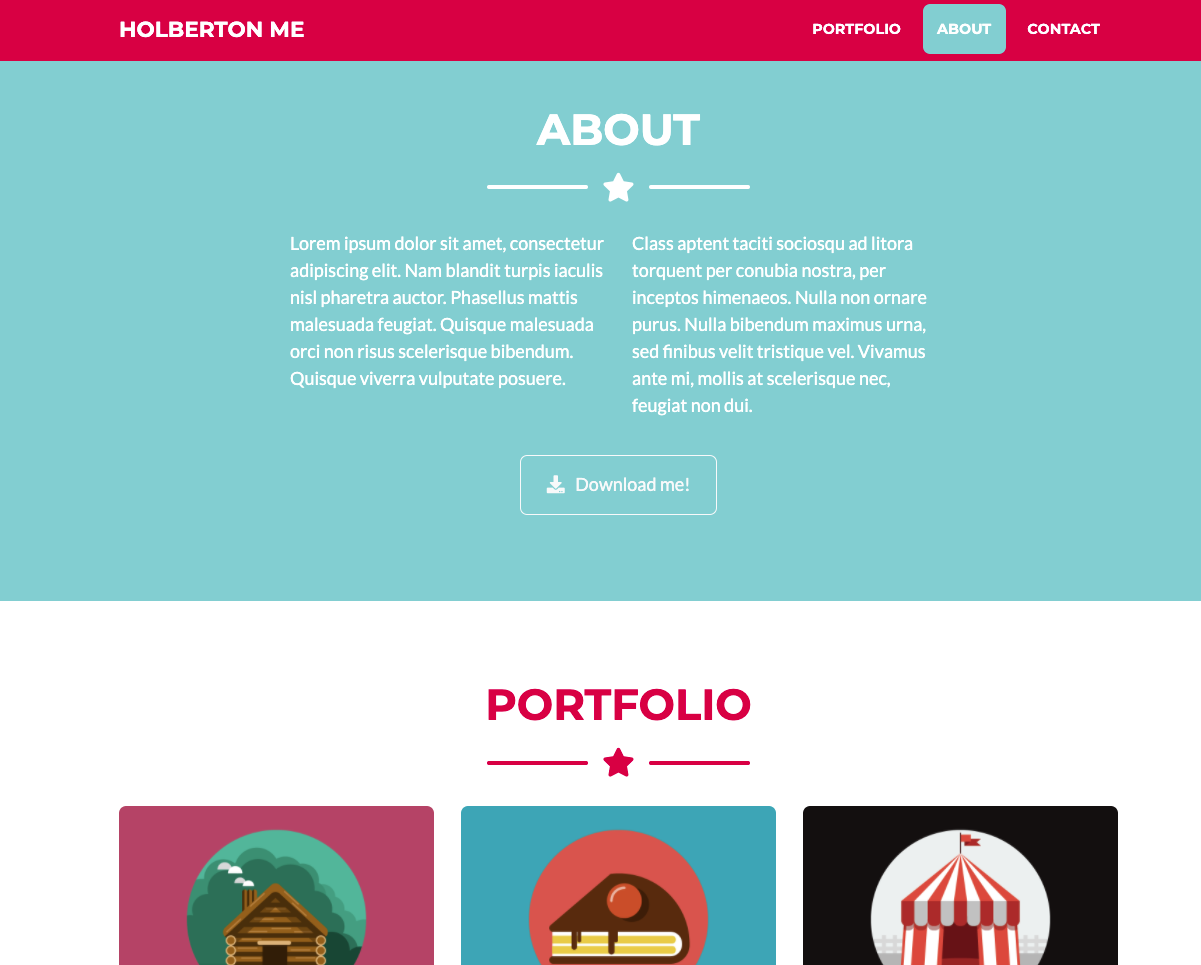 HOLBERTON ME
PORTFOLIO
ABOUT
CONTACT
ABOUT
Lorem ipsum dolor sit amet, consectetur
adipiscing elit. Nam blandit turpis iaculis
nisl pharetra auctor. Phasellus mattis
malesuada feugiat. Quisque malesuada
orci non risus scelerisque bibendum.
Quisque viverra vulputate posuere.
Class aptent taciti sociosqu ad litora
torquent per conubia nostra, per
inceptos himenaeos. Nulla non ornare
purus. Nulla bibendum maximus urna,
sed finibus velit tristique vel. Vivamus
ante mi, mollis at scelerisque nec,
feugiat non dui.
Download me!
PORTFOLIO